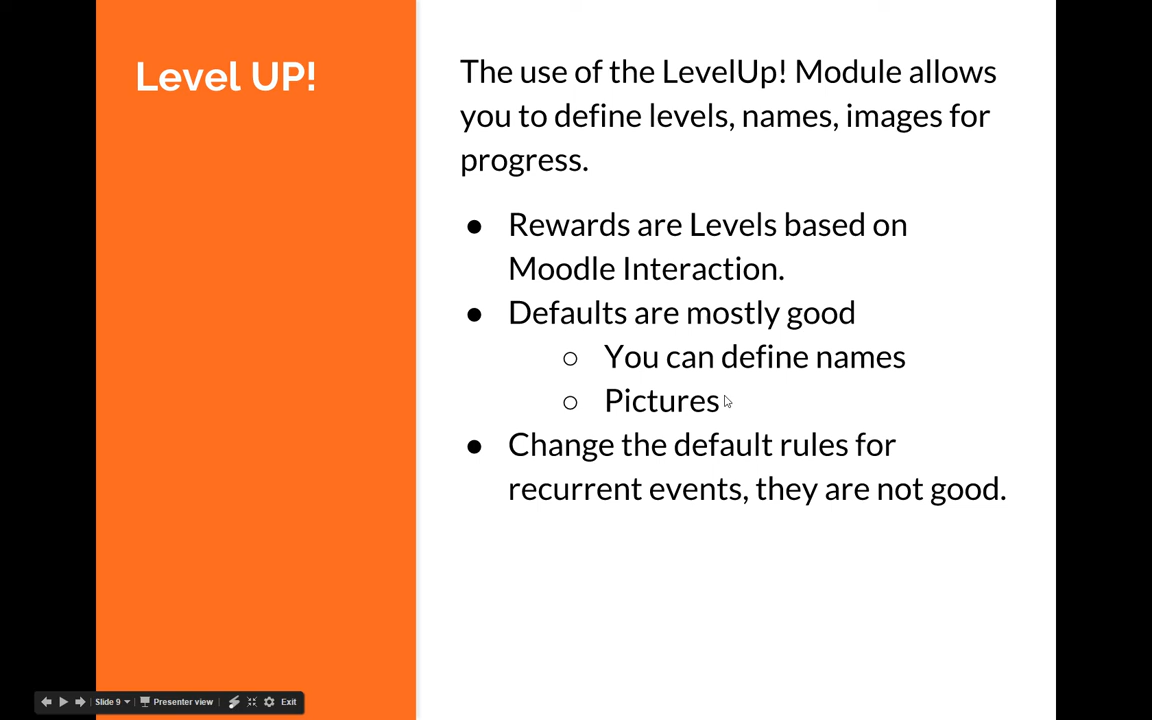 Level UP!
The use of the LevelUp! Module allows
you to define levels, names, images for
progress.
● Rewards are Levels based on
Moodle Interaction.
● Defaults are mostly good
○ You can define names
○ Pictures
● Change the default rules for
recurrent events, they are not good.
Slide 9 Presenter view Exit